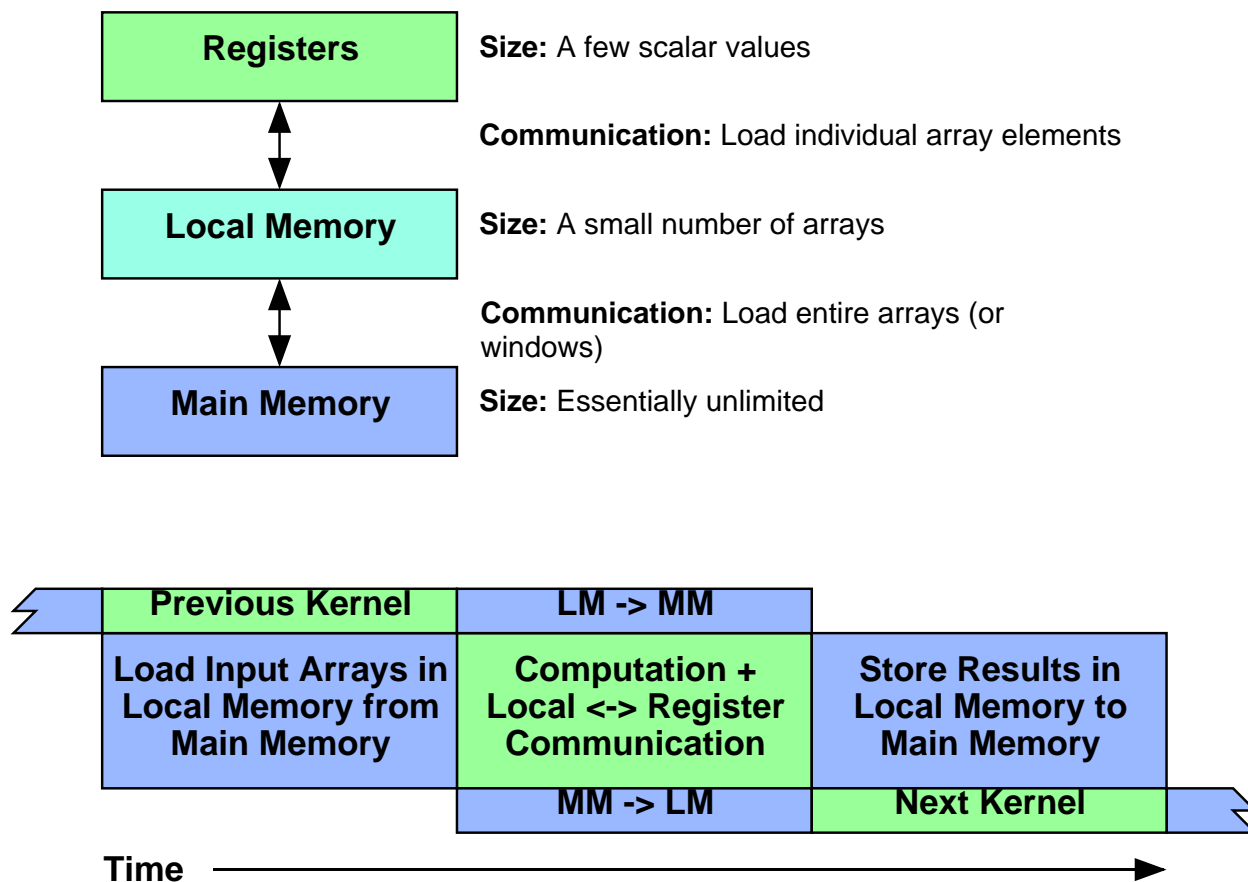 Registers
Size: A few scalar values
Communication: Load individual array elements
Local Memory
Size: A small number of arrays
Communication: Load entire arrays (or
windows)
Main Memory
Size: Essentially unlimited
Previous Kernel
LM -> MM
Load Input Arrays in
Local Memory from
Main Memory
Computation +
Local <-> Register
Communication
Store Results in
Local Memory to
Main Memory
MM -> LM
Next Kernel
Time